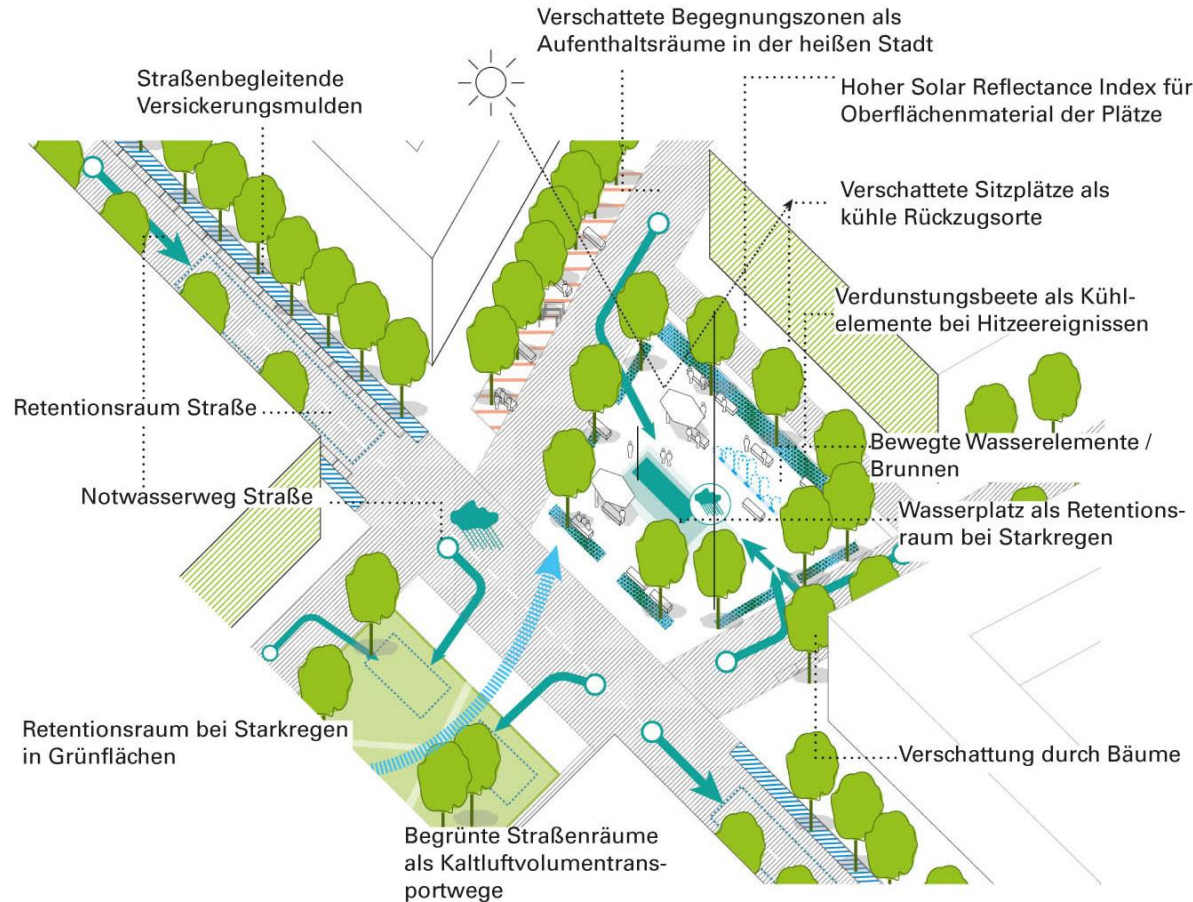 Verschattete Begegnungszonen als
Aufenthaltsräume in der heißen Stadt
Straßenbegleitende
Versickerungsmulden
Hoher Solar Reflectance Index für
Oberflächenmaterial der Plätze
Verschattete Sitzplätze als
kühle Rückzugsorte
Verdunstungsbeete als Kühl-
elemente bei Hitzeereignissen
Retentionsraum Straße
Bewegte Wasserelemente /
Brunnen
Notwasserweg Straße
Wasserplatz als Retentions-
raum bei Starkregen
Retentionsraum bei Starkregen
in Grünflächen
Verschattung durch Bäume
Begrünte Straßenräume
als Kaltluftvolumentrans-
portwege